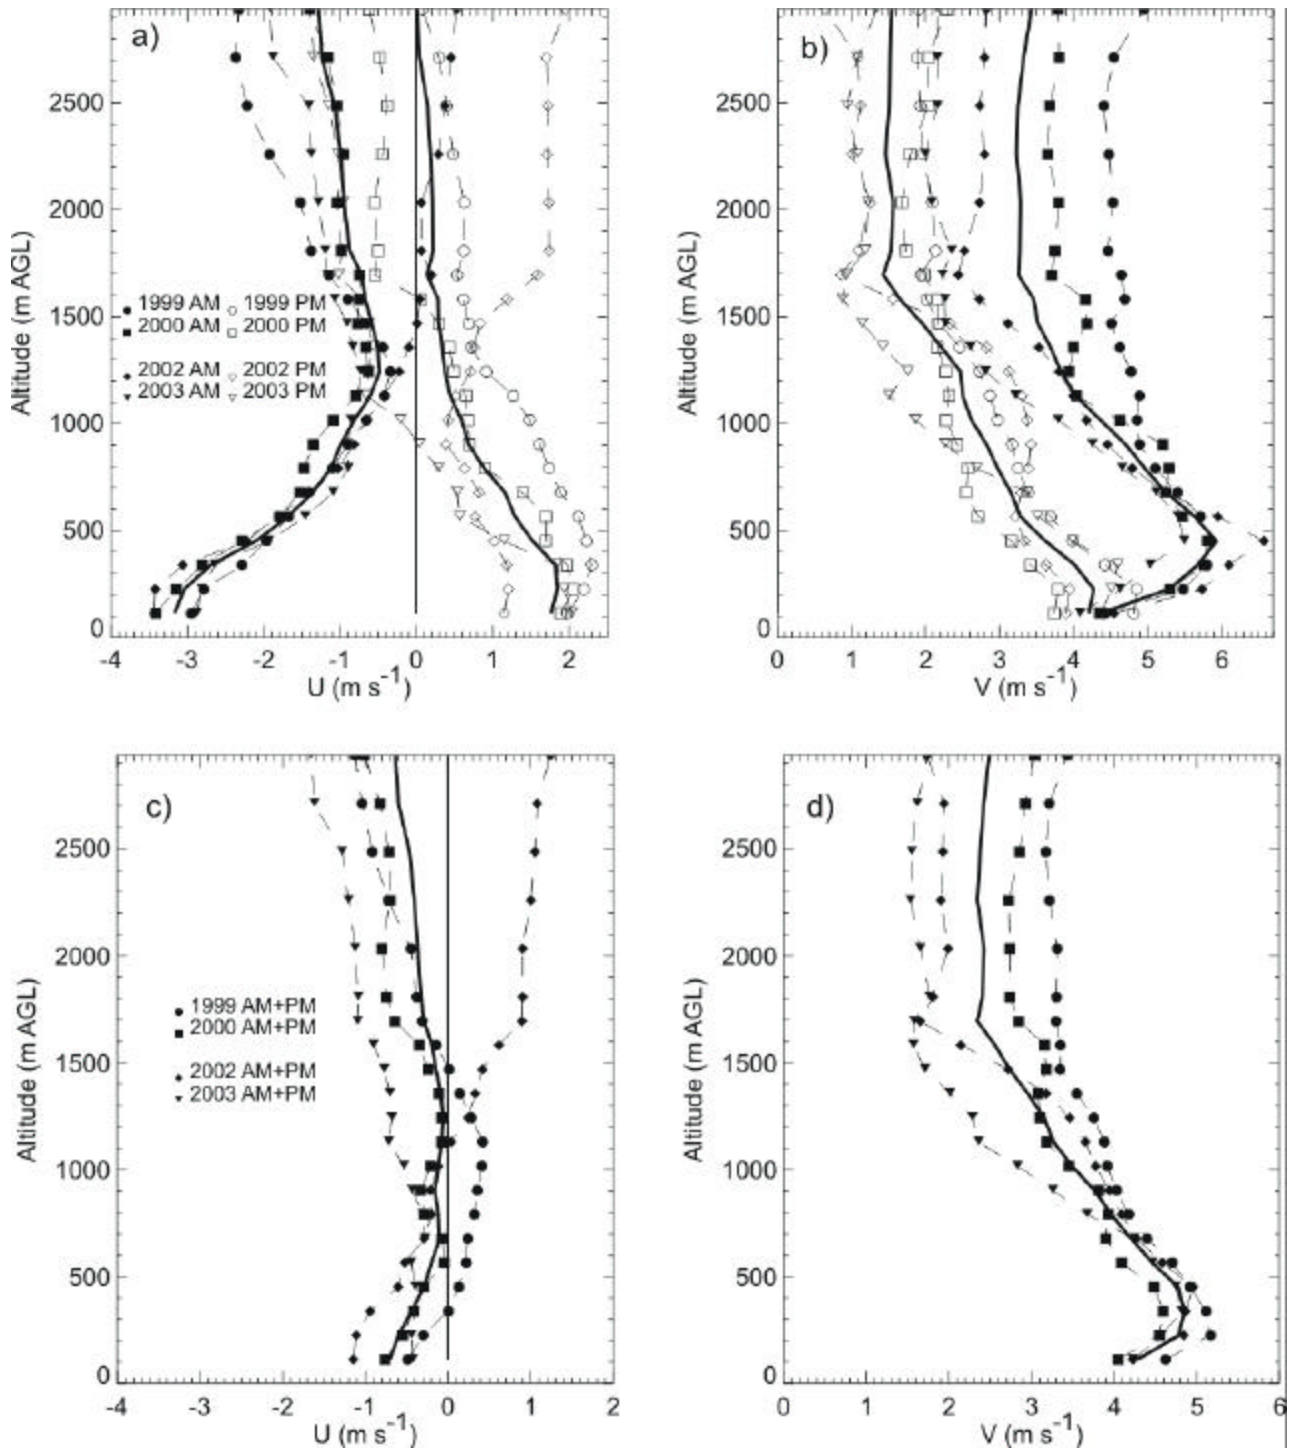 a)
2500
2000
1500
1000
500
0
Altitude (m AGL)
1999 AM 1999 PM
2000 AM 2000 PM
2002 AM 2002 PM
2003 AM 2003 PM
-4 -3 -2 -1 0 1 2
U (m s-1)
b)
2500
2000
1500
1000
500
0
Altitude (m AGL)
0 1 2 3 4 5 6
V (m s-1)
c)
2500
2000
1500
1000
500
0
Altitude (m AGL)
1999 AM+PM
2000 AM+PM
2002 AM+PM
2003 AM+PM
-4 -3 -2 -1 0 1 2
U (m s-1)
d)
2500
2000
1500
1000
500
0
Altitude (m AGL)
0 1 2 3 4 5 6
V (m s-1)